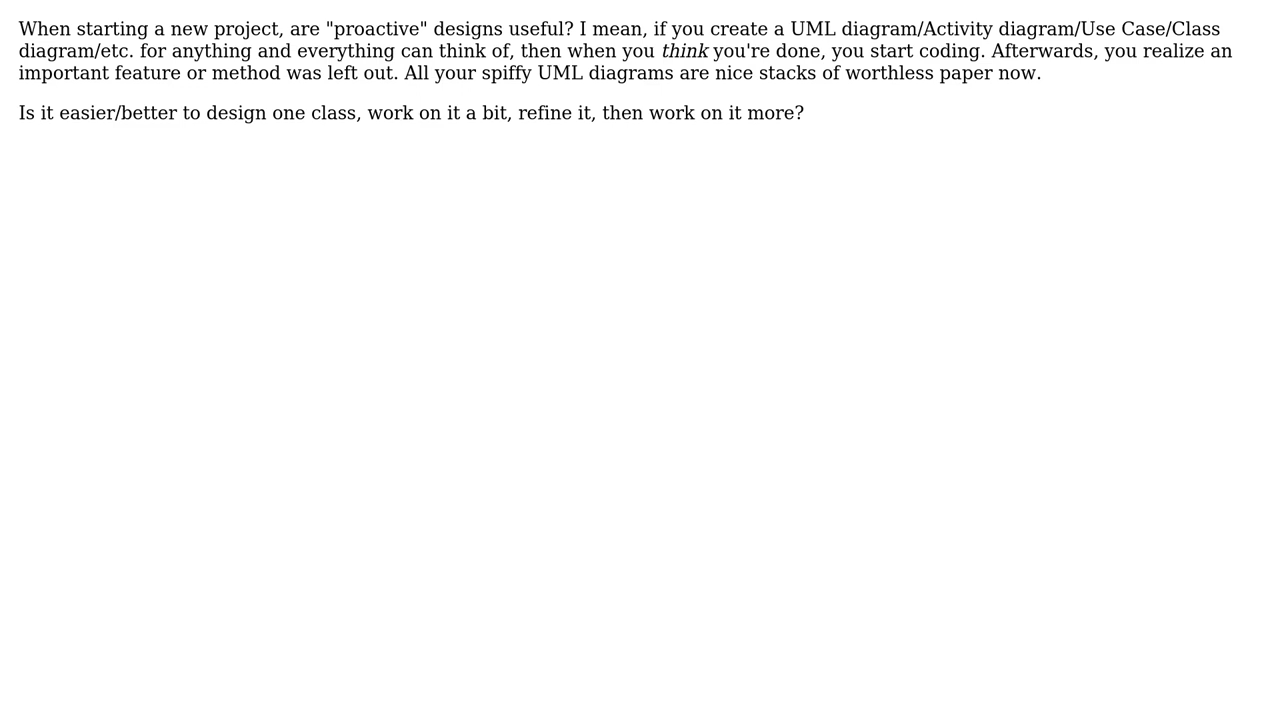 When starting a new project, are "proactive" designs useful? I mean, if you create a UML diagram/Activity diagram/Use Case/Class
diagram/etc. for anything and everything can think of, then when you think you're done, you start coding. Afterwards, you realize an
important feature or method was left out. All your spiffy UML diagrams are nice stacks of worthless paper now.
Is it easier/better to design one class, work on it a bit, refine it, then work on it more?